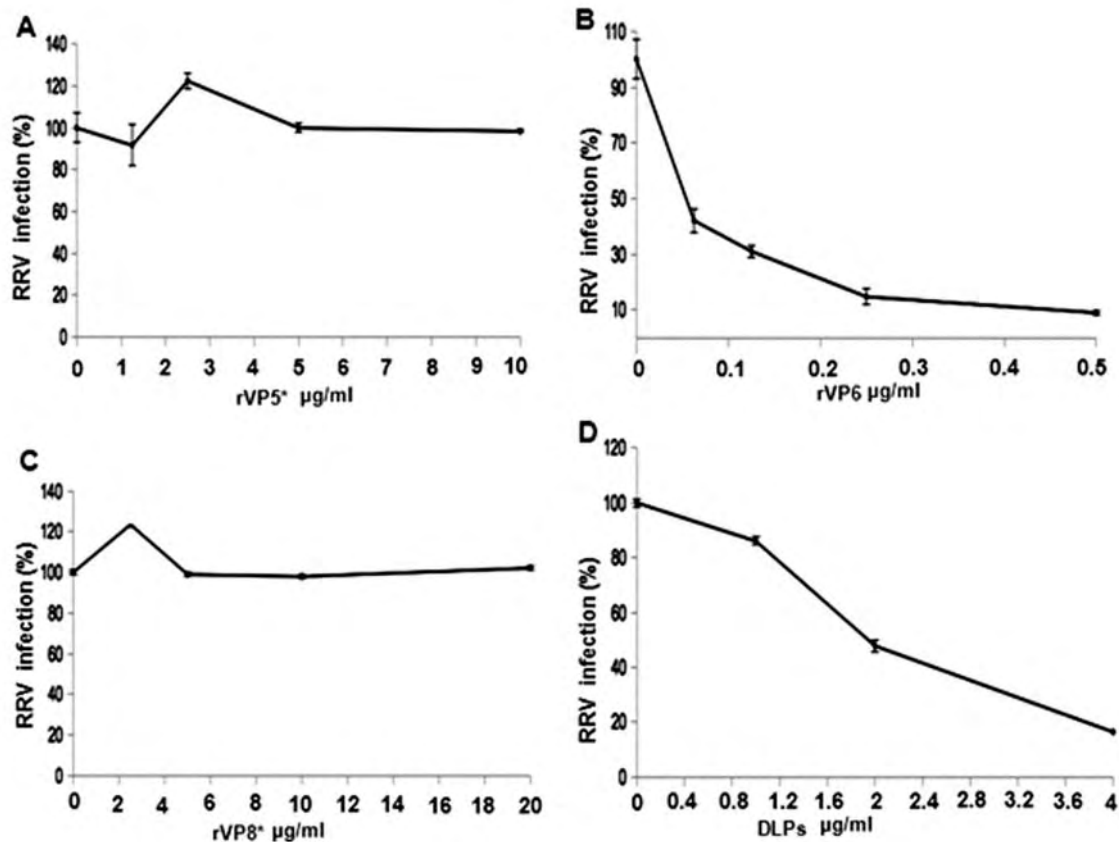 A
140
120
100
80
60
40
20
0
RRV infection (%)
0 1 2 3 4 5 6 7 8 9 10
rVP5* µg/ml
B
110
90
70
50
30
10
RRV infection (%)
0 0.1 0.2 0.3 0.4 0.5
rVP6 µg/ml
C
140
120
100
80
60
40
20
0
RRV infection (%)
0 2 4 6 8 10 12 14 16 18 20
rVP8* µg/ml
D
120
100
80
60
40
20
0
RRV infection (%)
0 0.4 0.8 1.2 1.6 2 2.4 2.8 3.2 3.6 4
DLPs µg/ml